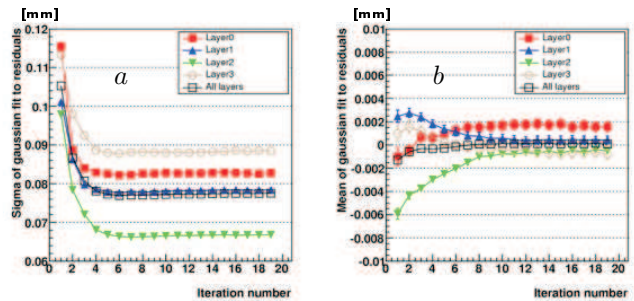 [mm]
Sigma of gaussian fit to residuals
0.12
0.11
0.1
0.09
0.08
0.07
0.06
a
Layer0
Layer1
Layer2
Layer3
All layers
0 2 4 6 8 10 12 14 16 18 20
Iteration number
[mm]
Mean of gaussian fit to residuals
0.01
0.008
0.006
0.004
0.002
0
-0.002
-0.004
-0.006
-0.008
-0.01
b
Layer0
Layer1
Layer2
Layer3
All layers
0 2 4 6 8 10 12 14 16 18 20
Iteration number